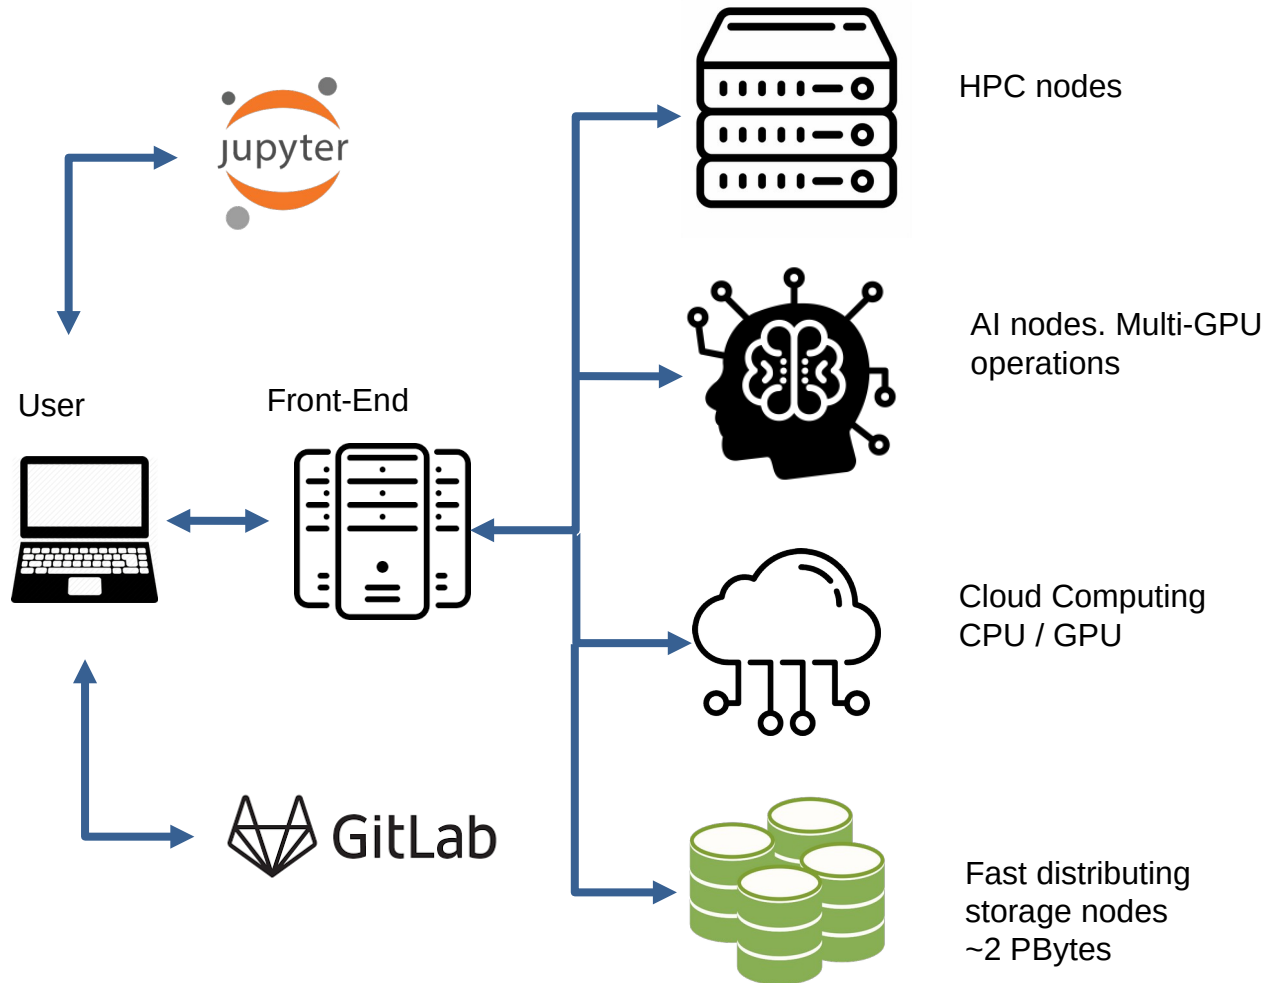 jupyter
HPC nodes
AI nodes. Multi-GPU
operations
User
Front-End
Cloud Computing
CPU / GPU
GitLab
Fast distributing
storage nodes
~2 PBytes